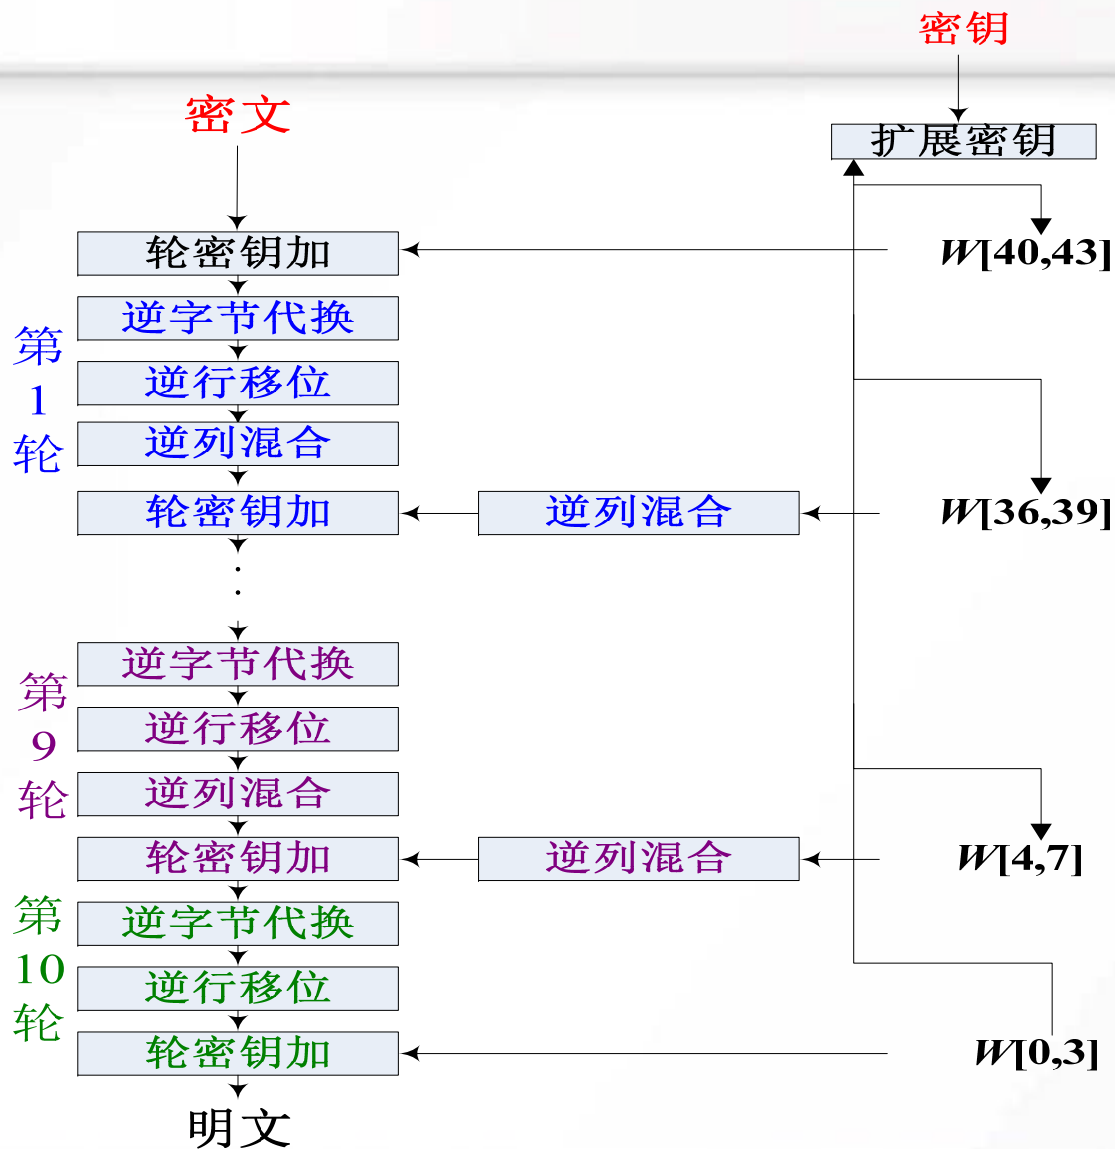 密钥
密文
扩展密钥
轮密钥加
W[40,43]
第1轮
逆字节代换
逆行移位
逆列混合
轮密钥加
逆列混合
W[36,39]
:
第9轮
逆字节代换
逆行移位
逆列混合
轮密钥加
逆列混合
W[4,7]
第10轮
逆字节代换
逆行移位
轮密钥加
W[0,3]
明文